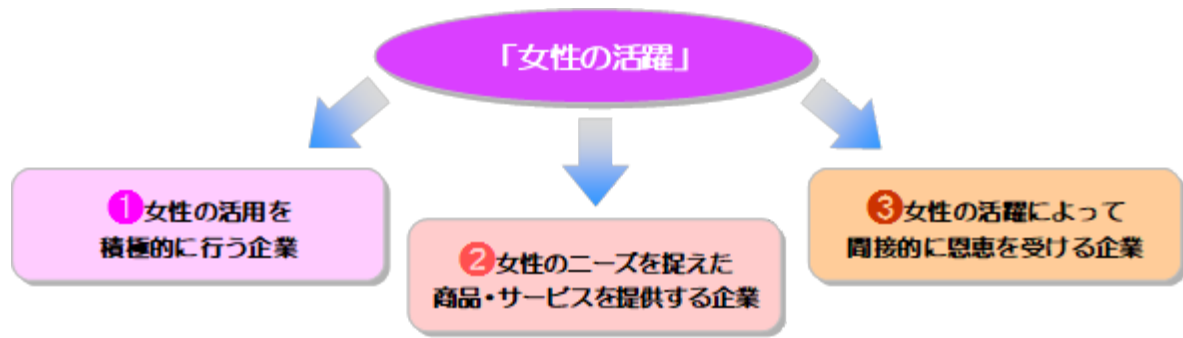 「女性の活躍」
❶女性の活用を
積極的に行う企業
❷女性のニーズを捉えた
商品・サービスを提供する企業
❸女性の活躍によって
間接的に恩恵を受ける企業